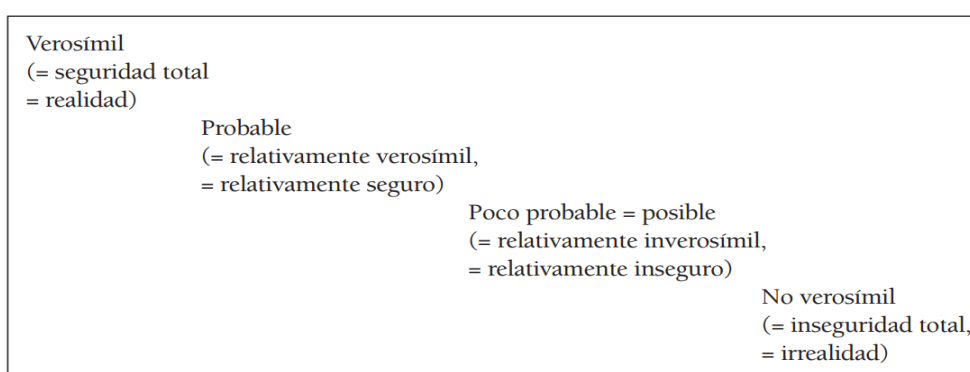 Verosímil
(= seguridad total
= realidad)
Probable
(= relativamente verosímil,
= relativamente seguro)
Poco probable = posible
(= relativamente inverosímil,
= relativamente inseguro)
No verosímil
(= inseguridad total,
= irrealidad)